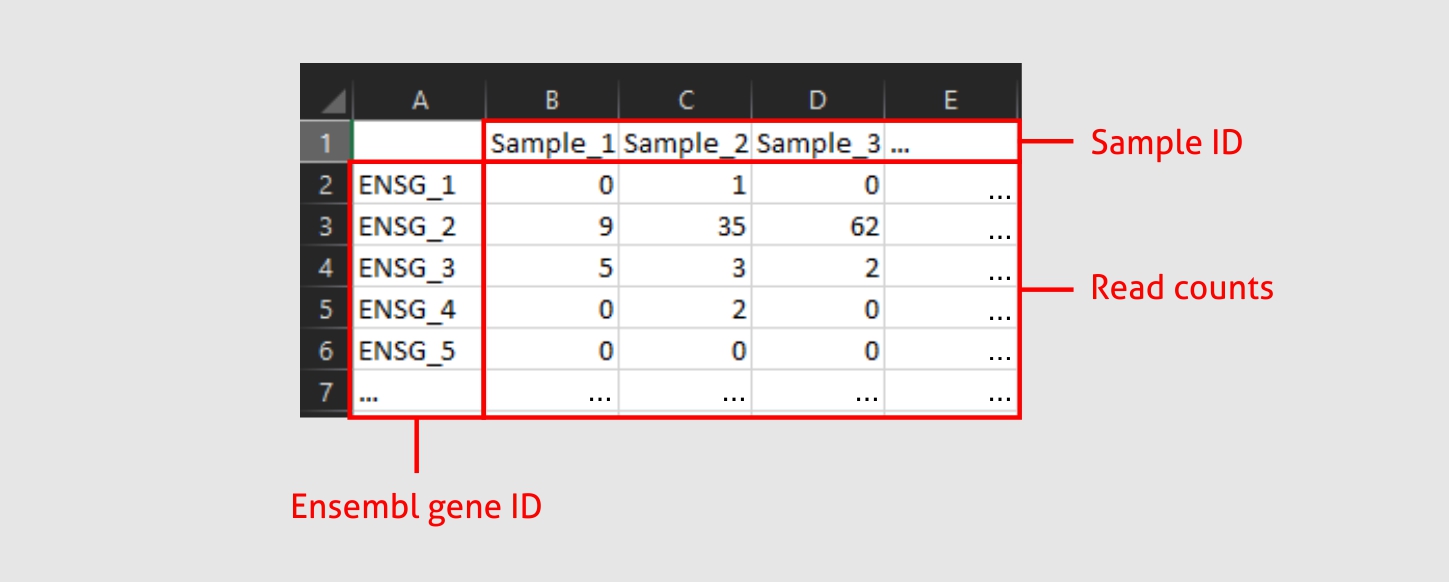 A B C D E
1 Sample_1 Sample_2 Sample_3 ... Sample ID
2 ENSG_1 0 1 0 ...
3 ENSG_2 9 35 62 ...
4 ENSG_3 5 3 2 ... Read counts
5 ENSG_4 0 2 0 ...
6 ENSG_5 0 0 0 ...
7 ... ... ... ... ...
Ensembl gene ID